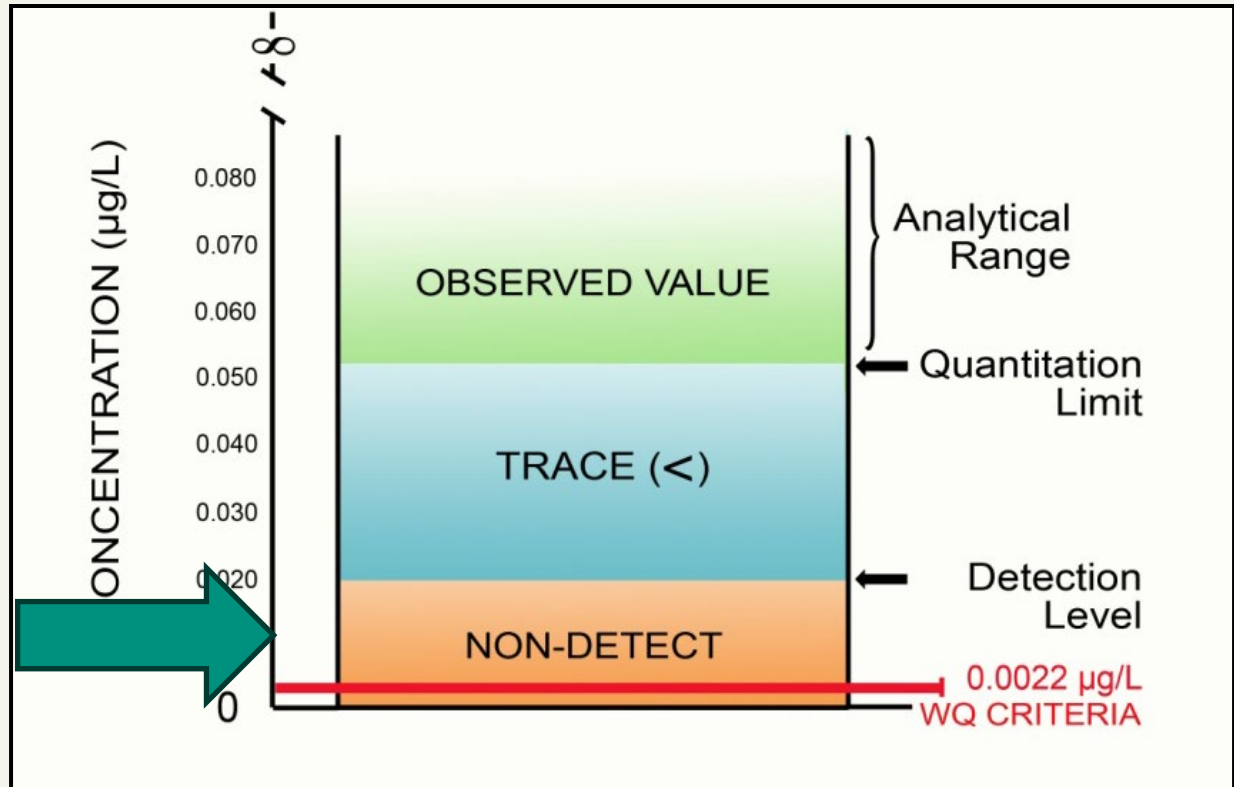 ∞
ONCENTRATION (µg/L)
0.080
0.070
0.060
0.050
0.040
0.030
0.020
0
OBSERVED VALUE
TRACE (<)
NON-DETECT
Analytical
Range
Quantitation
Limit
Detection
Level
0.0022 µg/L
WQ CRITERIA